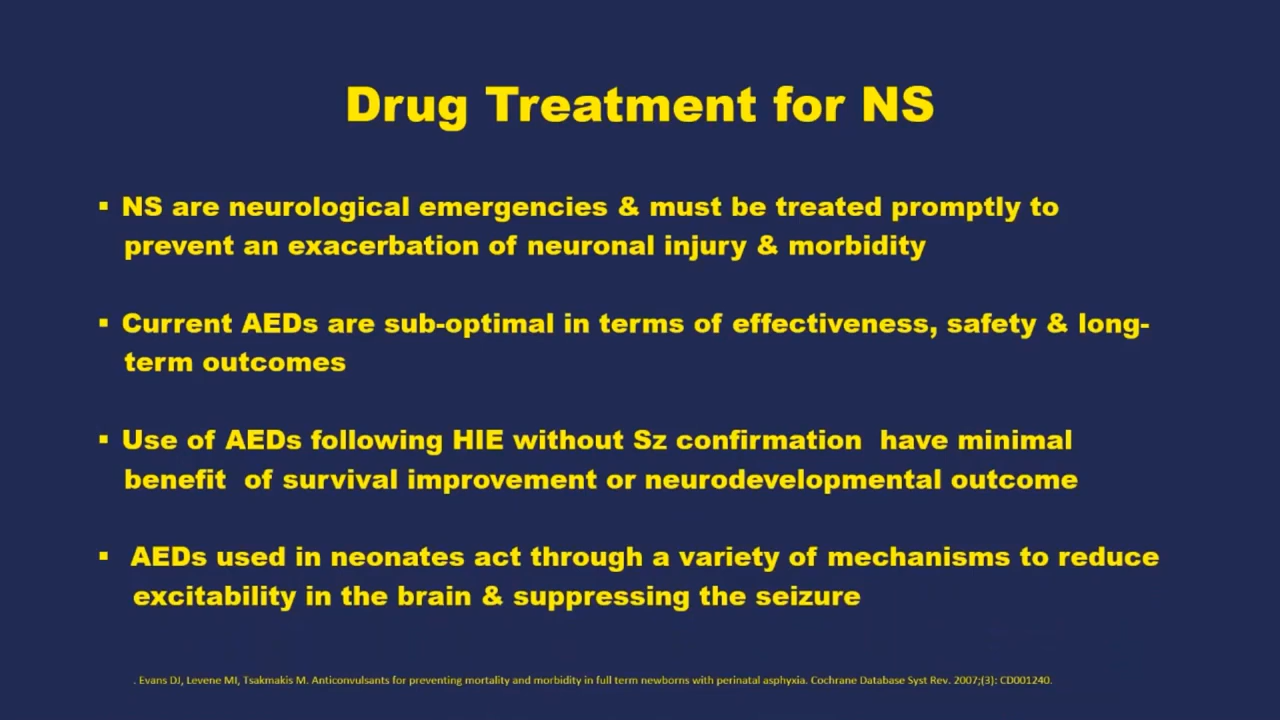 Drug Treatment for NS
▪ NS are neurological emergencies & must be treated promptly to
prevent an exacerbation of neuronal injury & morbidity
▪ Current AEDs are sub-optimal in terms of effectiveness, safety & long-
term outcomes
▪ Use of AEDs following HIE without Sz confirmation  have minimal
benefit  of survival improvement or neurodevelopmental outcome
▪ AEDs used in neonates act through a variety of mechanisms to reduce
excitability in the brain & suppressing the seizure
. Evans DJ, Levene MI, Tsakmakis M. Anticonvulsants for preventing mortality and morbidity in full term newborns with perinatal asphyxia. Cochrane Database Syst Rev. 2007;(3): CD001240.